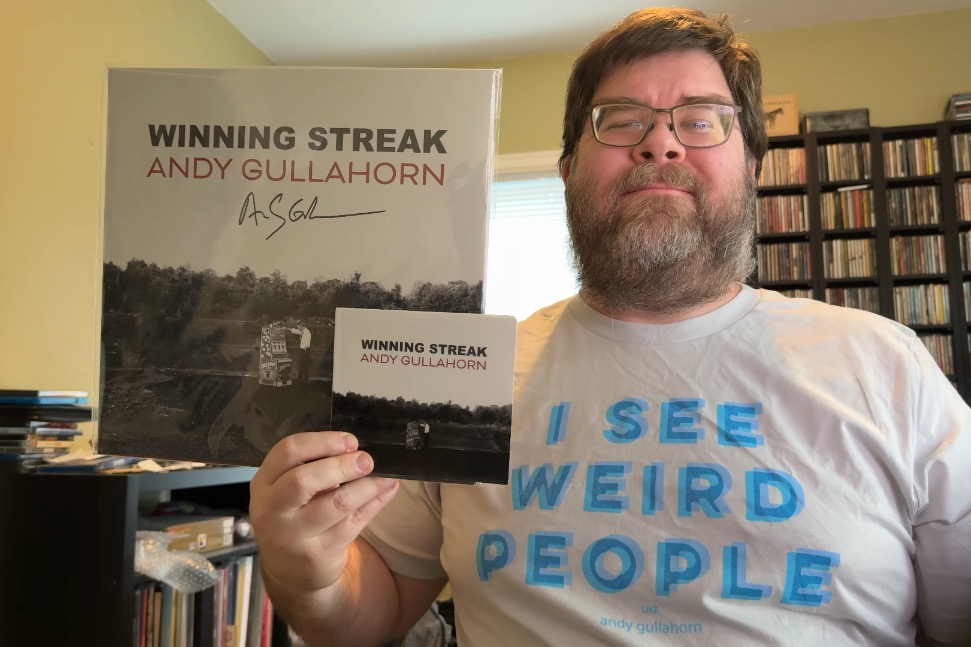 WINNING STREAK
ANDY GULLAHORN
WINNING STREAK
ANDY GULLAHORN
I SEE
WEIRD
PEOPLE
LIKE
andy gullahorn